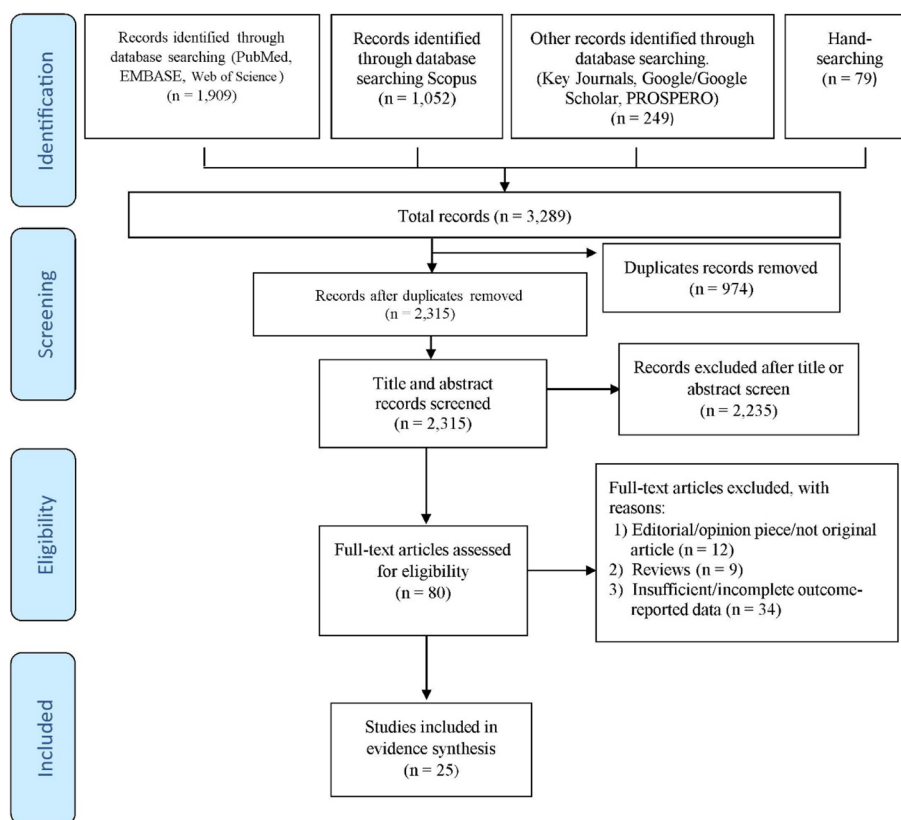 Identification
Records identified through
database searching (PubMed,
EMBASE, Web of Science)
(n = 1,909)
Records identified
through database
searching Scopus
(n = 1,052)
Other records identified through
database searching.
(Key Journals, Google/Google
Scholar, PROSPERO)
(n = 249)
Hand-
searching
(n = 79)
Total records (n = 3,289)
Screening
Duplicates records removed
(n = 974)
Records after duplicates removed
(n = 2,315)
Title and abstract
records screened
(n = 2,315)
Records excluded after title or
abstract screen
(n = 2,235)
Eligibility
Full-text articles assessed
for eligibility
(n = 80)
Full-text articles excluded, with
reasons:
1) Editorial/opinion piece/not original
article (n = 12)
2) Reviews (n = 9)
3) Insufficient/incomplete outcome-
reported data (n = 34)
Included
Studies included in
evidence synthesis
(n = 25)